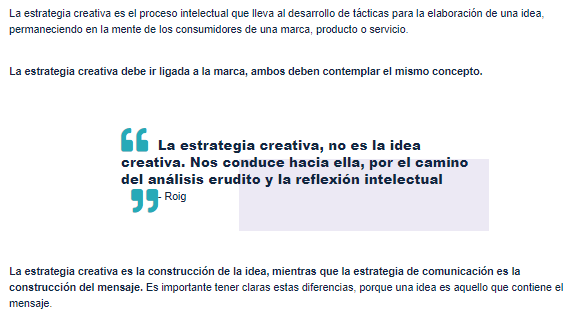 La estrategia creativa es el proceso intelectual que lleva al desarrollo de tácticas para la elaboración de una idea,
permaneciendo en la mente de los consumidores de una marca, producto o servicio.
La estrategia creativa debe ir ligada a la marca, ambos deben contemplar el mismo concepto.
“ La estrategia creativa, no es la idea
creativa. Nos conduce hacia ella, por el camino
del análisis erudito y la reflexión intelectual
” - Roig
La estrategia creativa es la construcción de la idea, mientras que la estrategia de comunicación es la
construcción del mensaje. Es importante tener claras estas diferencias, porque una idea es aquello que contiene el
mensaje.